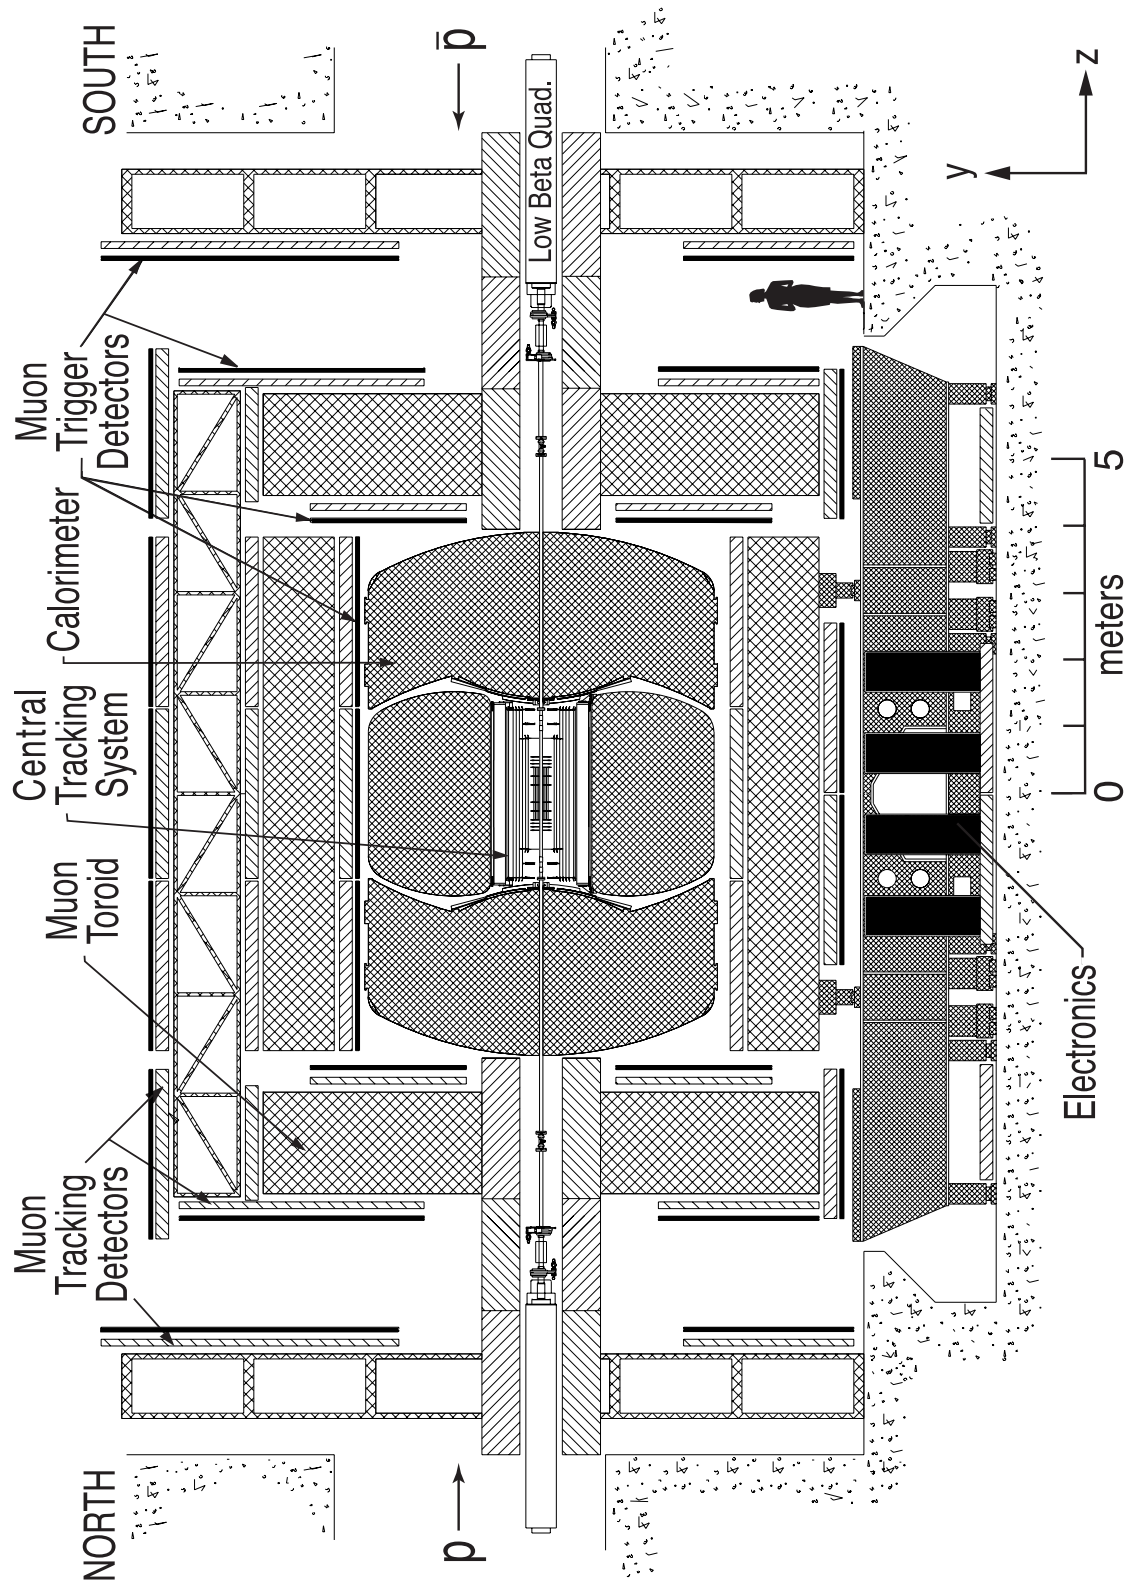 NORTH
SOUTH
Muon
Tracking
Detectors
Muon
Toroid
Central
Tracking
System
Calorimeter
Muon
Trigger
Detectors
p
p̅
Low Beta Quad.
y
z
Electronics
0
meters
5